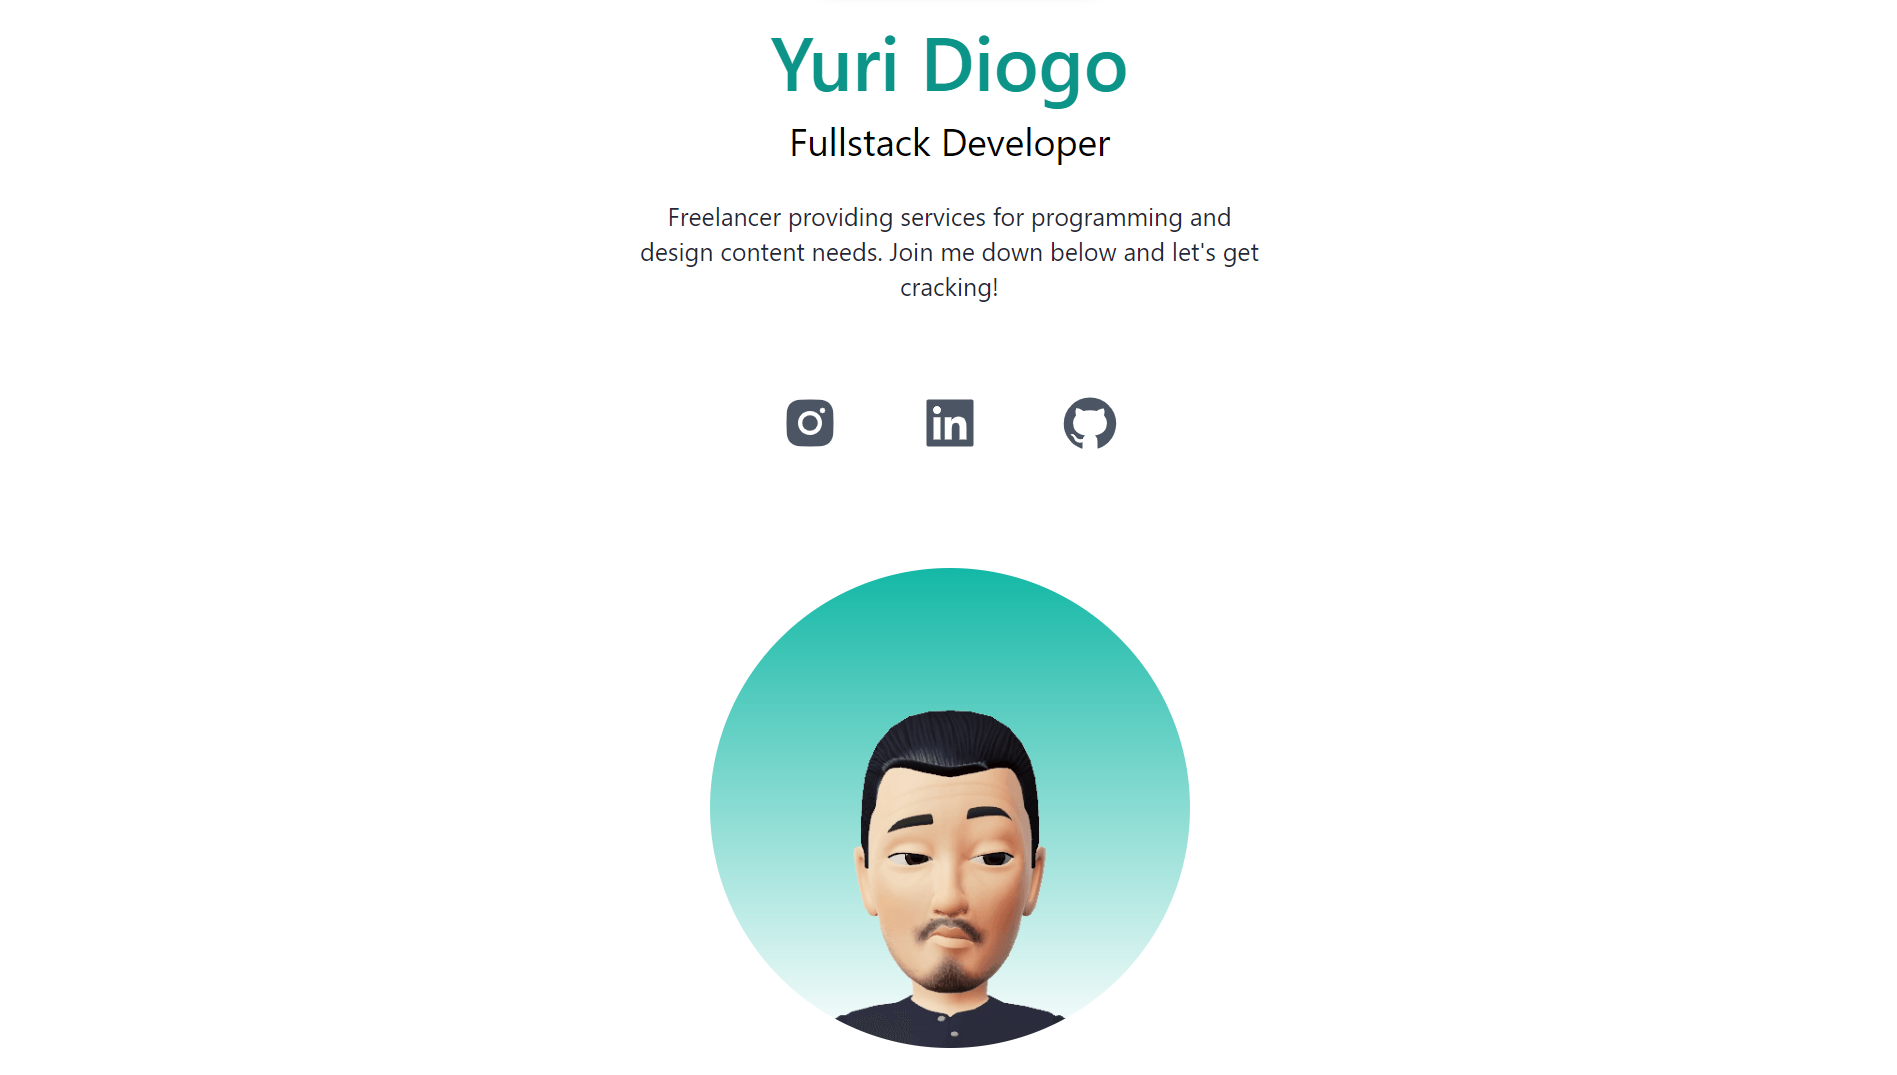 Yuri Diogo
Fullstack Developer
Freelancer providing services for programming and
design content needs. Join me down below and let's get
cracking!
in